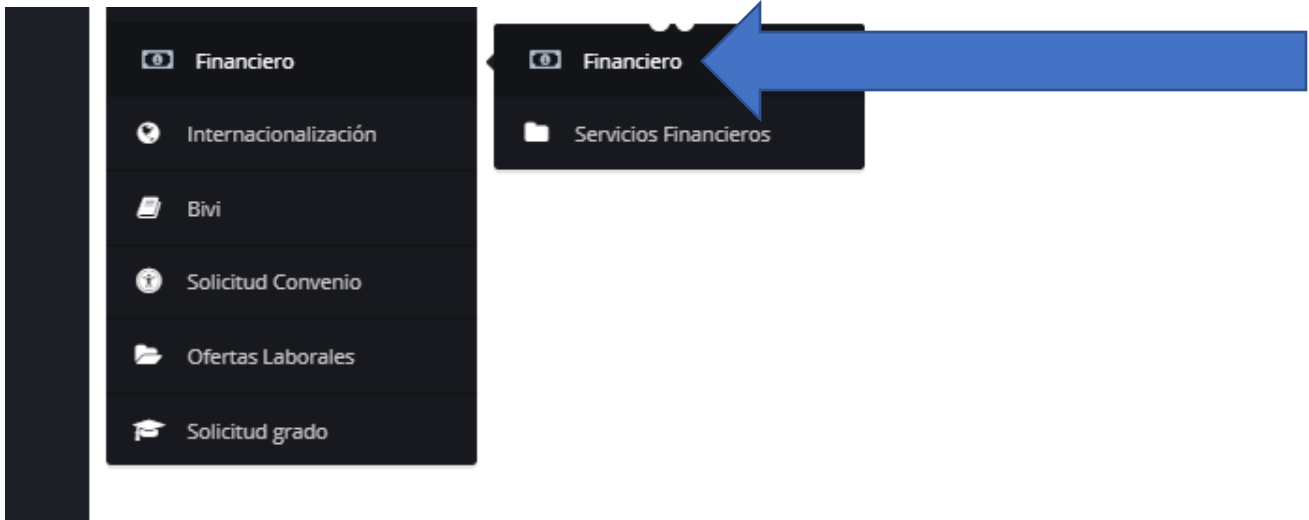 Financiero
Internacionalización
Bivi
Solicitud Convenio
Ofertas Laborales
Solicitud grado
Financiero
Servicios Financieros